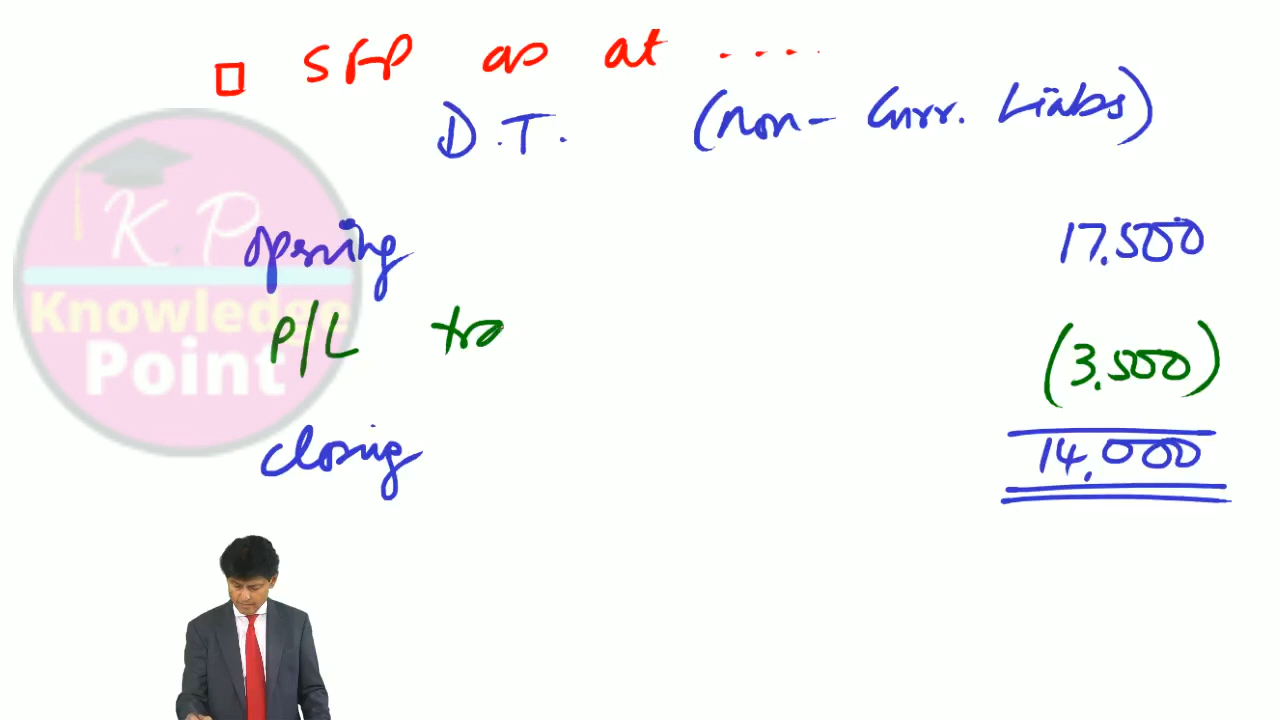 SFP as at ....
D.T. (Non-Curr. Liabs)
K.P
opening 17,500
Knowledge
P/L tra (3,500)
Point
closing 14,000